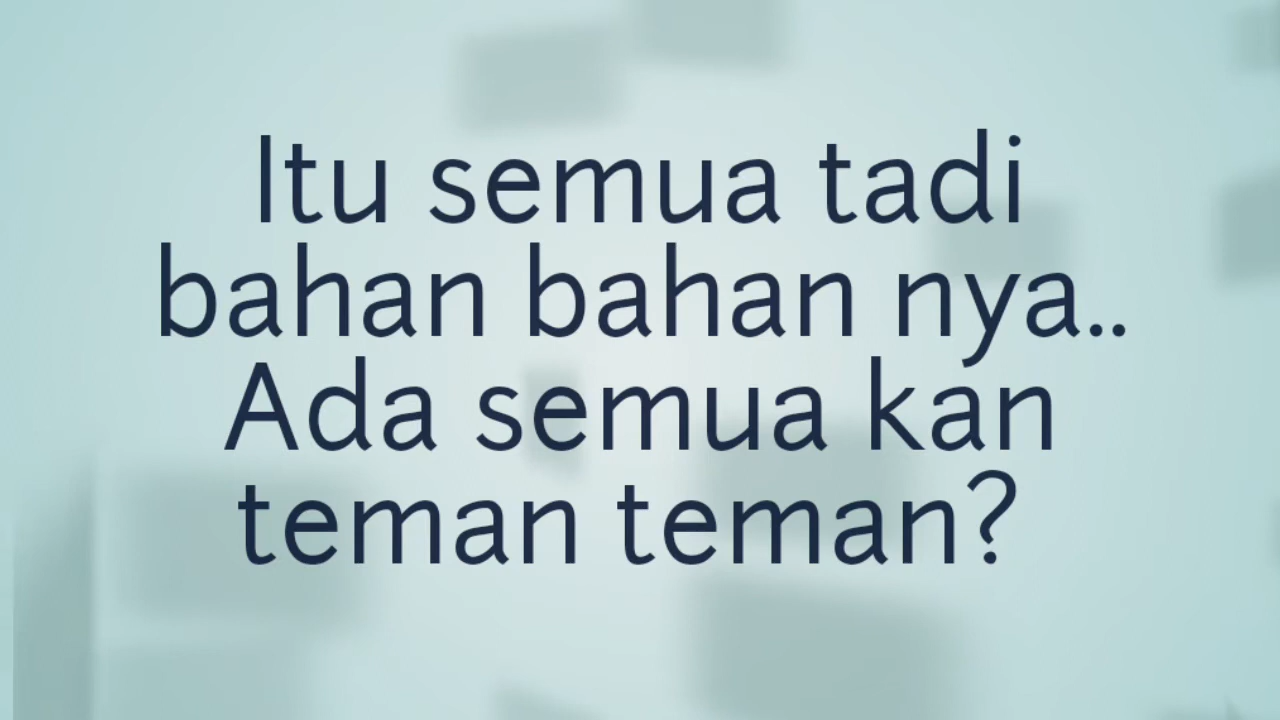 Itu semua tadi
bahan bahan nya..
Ada semua kan
teman teman?